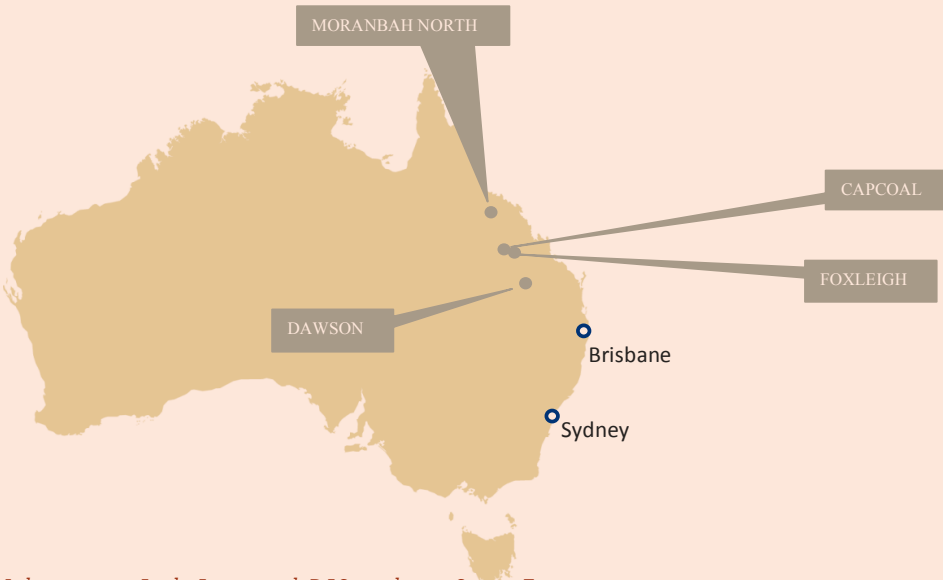 MORANBAH NORTH
CAPCOAL
FOXLEIGH
DAWSON
Brisbane
Sydney